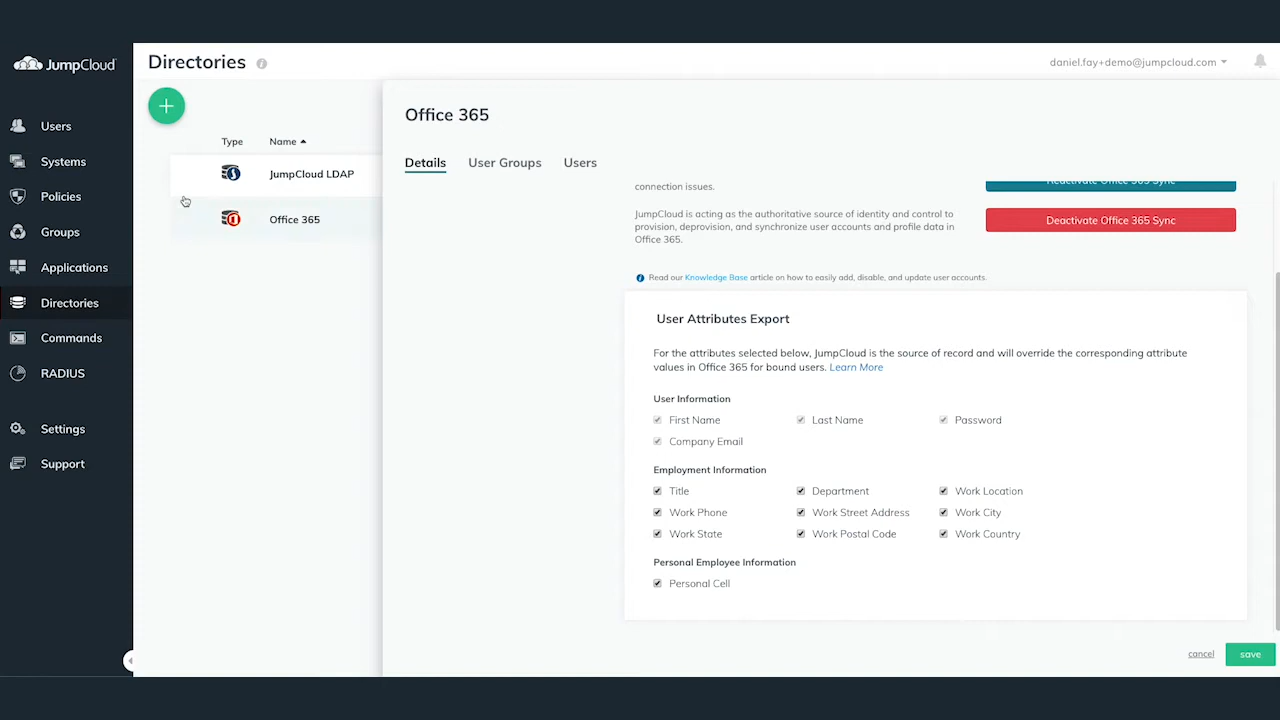 JumpCloud
Users
Systems
Policies
Groups
Applications
Directories
Commands
RADIUS
Settings
Support
Directories
daniel.fay+demo@jumpcloud.com
Type Name
JumpCloud LDAP
Office 365
Office 365
Details User Groups Users
connection issues.
Reactivate Office 365 Sync
JumpCloud is acting as the authoritative source of identity and control to
provision, deprovision, and synchronize user accounts and profile data in
Office 365.
Deactivate Office 365 Sync
Read our Knowledge Base article on how to easily add, disable, and update user accounts.
User Attributes Export
For the attributes selected below, JumpCloud is the source of record and will override the corresponding attribute
values in Office 365 for bound users. Learn More
User Information
First Name Last Name Password
Company Email
Employment Information
Title Department Work Location
Work Phone Work Street Address Work City
Work State Work Postal Code Work Country
Personal Employee Information
Personal Cell
cancel save